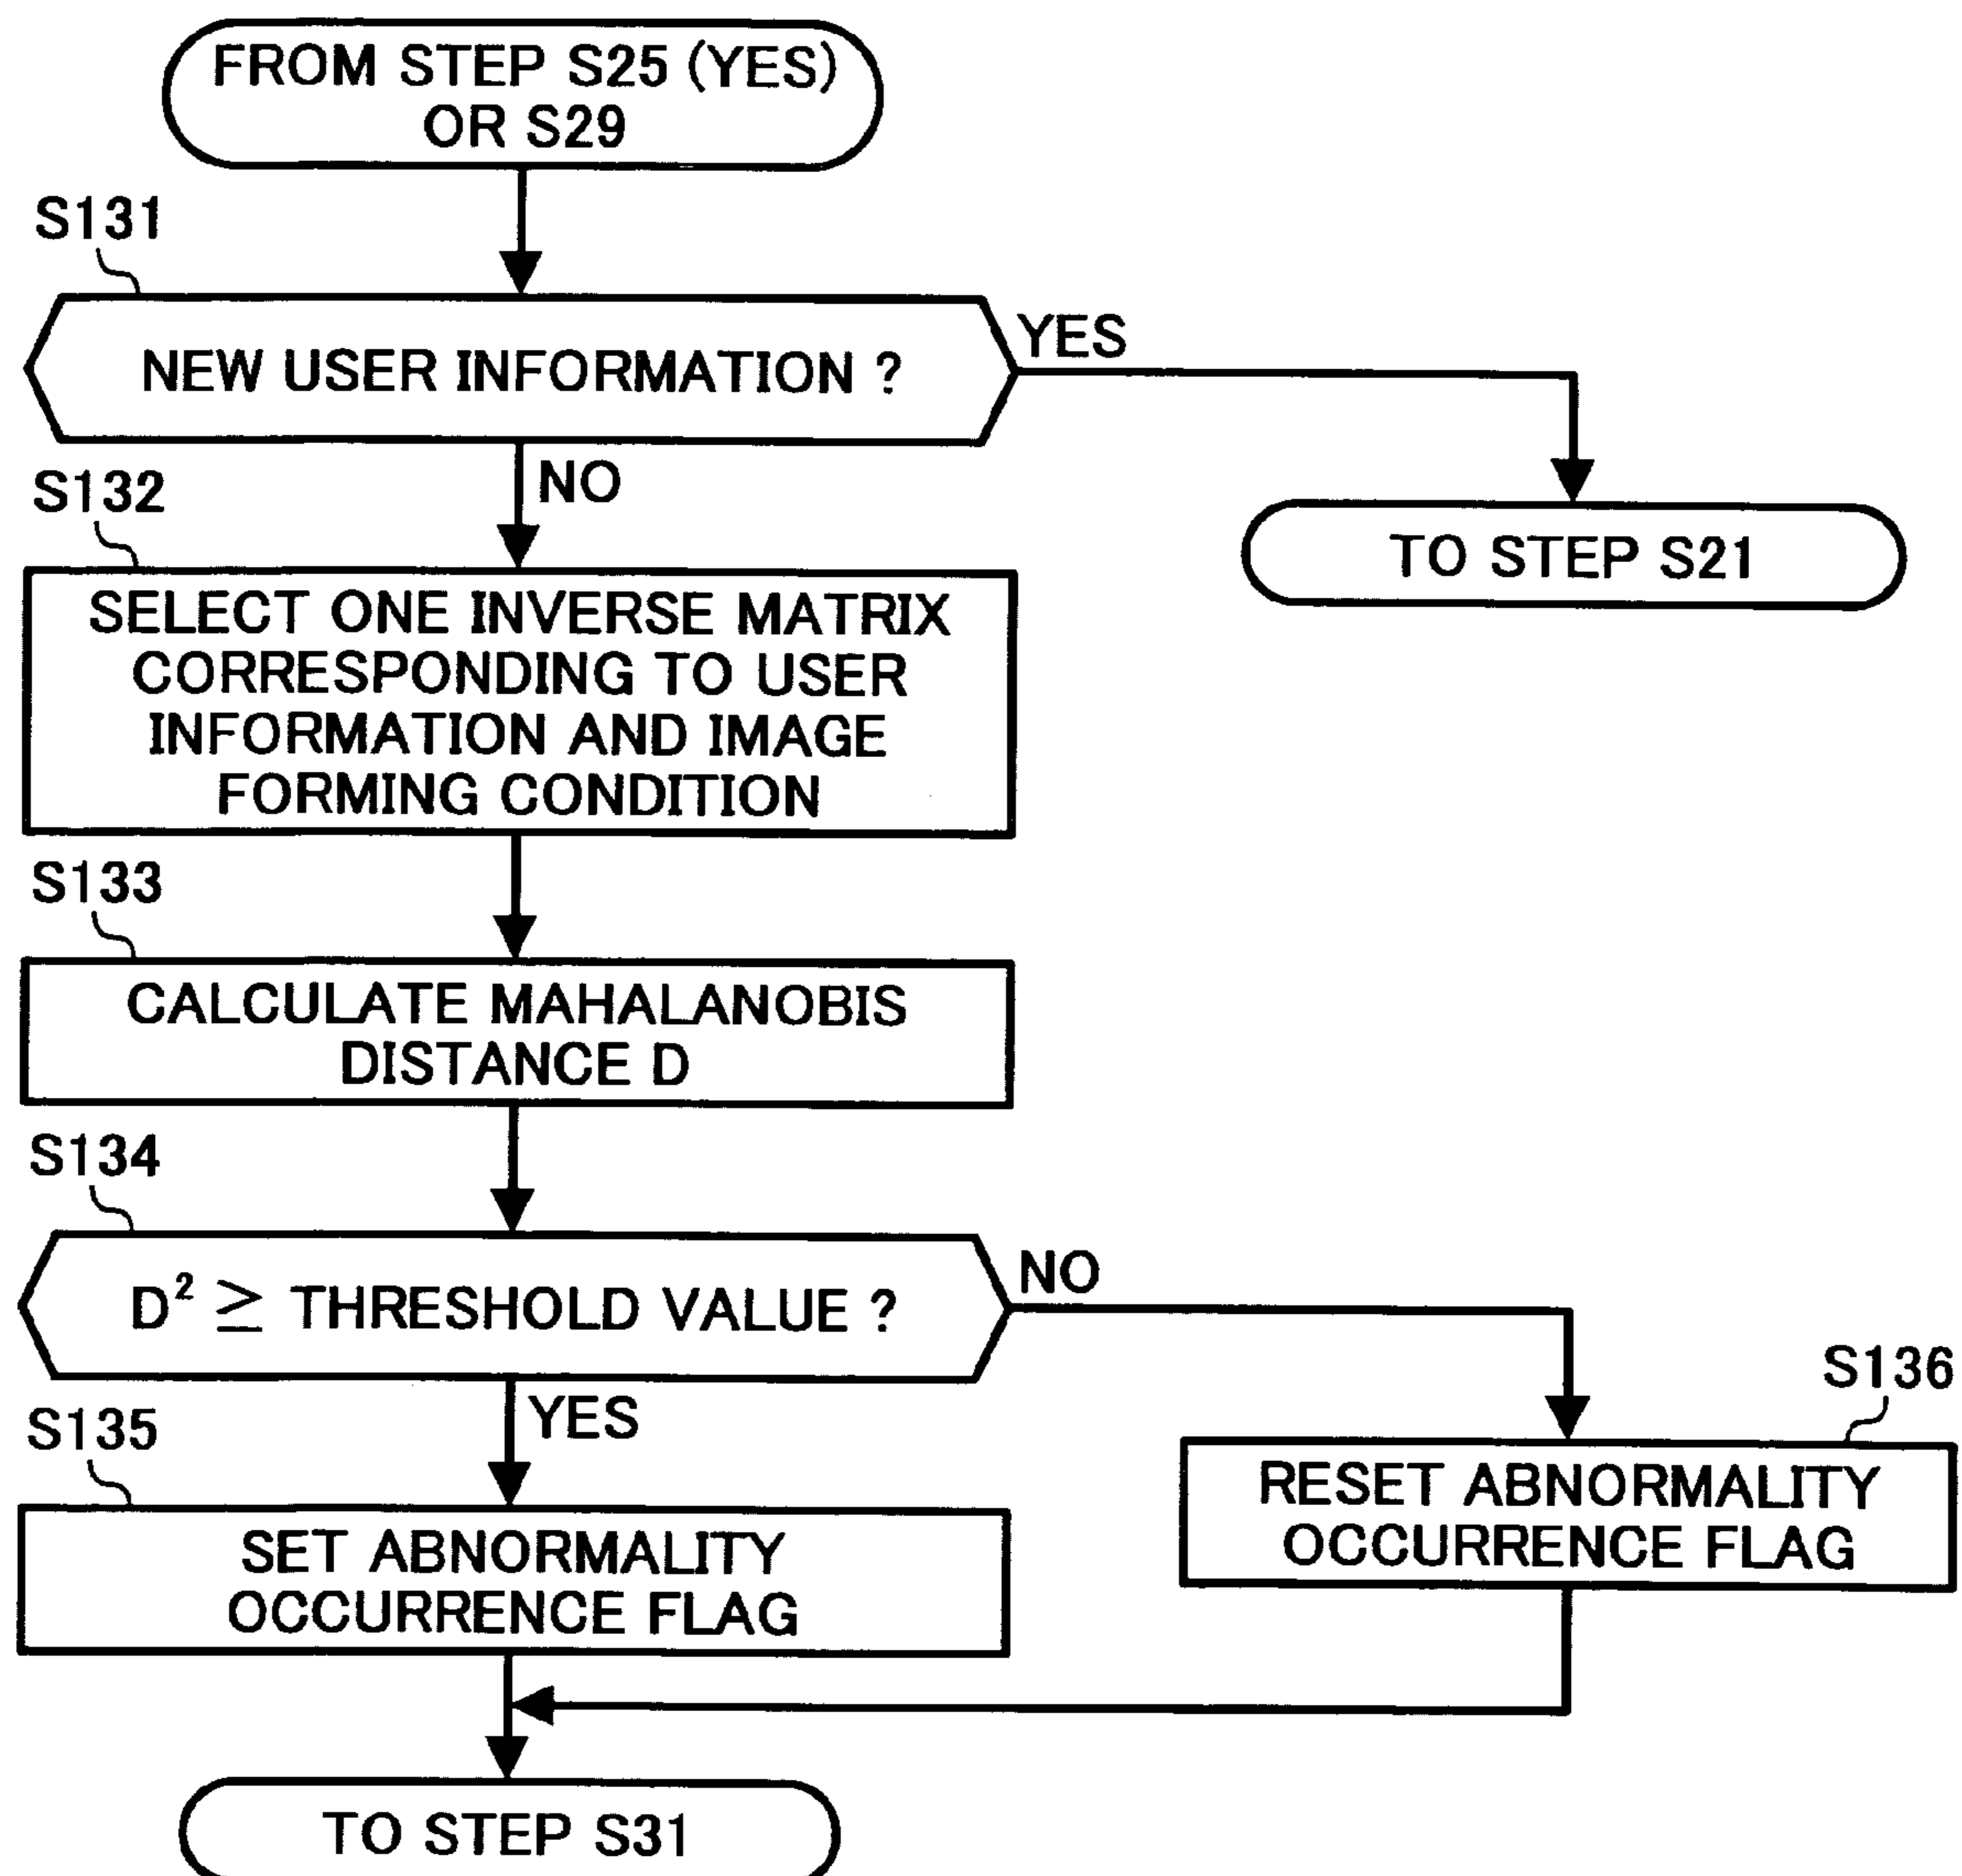 FROM STEP S25 (YES)
OR S29
S131
NEW USER INFORMATION ?
YES
NO
TO STEP S21
S132
SELECT ONE INVERSE MATRIX
CORRESPONDING TO USER
INFORMATION AND IMAGE
FORMING CONDITION
S133
CALCULATE MAHALANOBIS
DISTANCE D
S134
D² ≧ THRESHOLD VALUE ?
NO
YES
S135
SET ABNORMALITY
OCCURRENCE FLAG
S136
RESET ABNORMALITY
OCCURRENCE FLAG
TO STEP S31